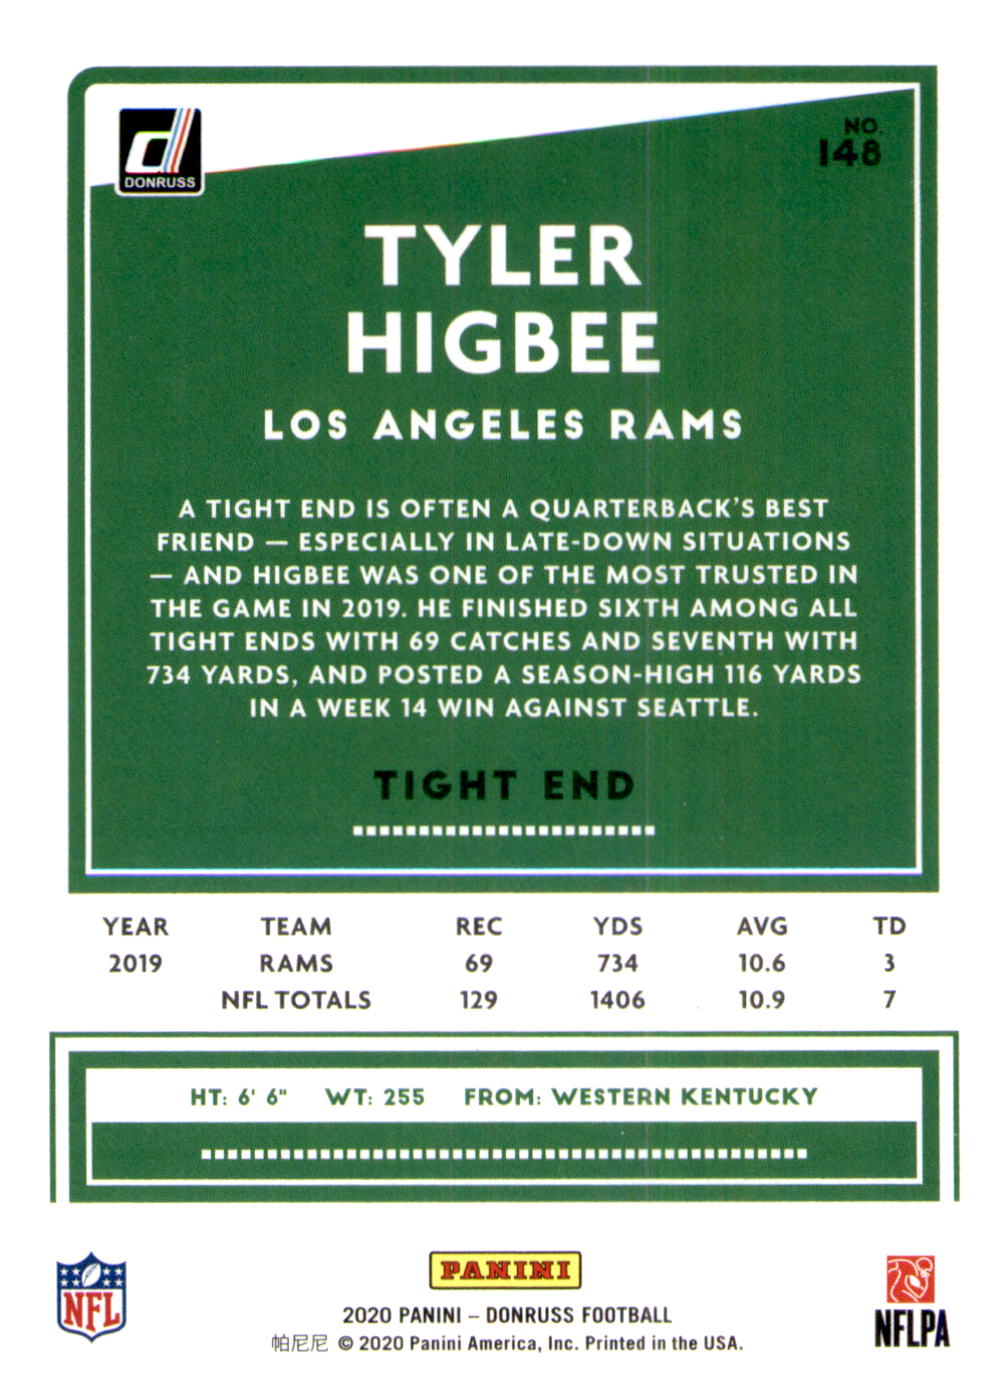 DONRUSS
NO.
148
TYLER
HIGBEE
LOS ANGELES RAMS
A TIGHT END IS OFTEN A QUARTERBACK'S BEST
FRIEND — ESPECIALLY IN LATE-DOWN SITUATIONS
— AND HIGBEE WAS ONE OF THE MOST TRUSTED IN
THE GAME IN 2019. HE FINISHED SIXTH AMONG ALL
TIGHT ENDS WITH 69 CATCHES AND SEVENTH WITH
734 YARDS, AND POSTED A SEASON-HIGH 116 YARDS
IN A WEEK 14 WIN AGAINST SEATTLE.
TIGHT END
YEAR TEAM REC YDS AVG TD
2019 RAMS 69 734 10.6 3
NFL TOTALS 129 1406 10.9 7
HT: 6' 6" WT: 255 FROM: WESTERN KENTUCKY
NFL
PANINI
2020 PANINI – DONRUSS FOOTBALL
帕尼尼 © 2020 Panini America, Inc. Printed in the USA.
NFLPA